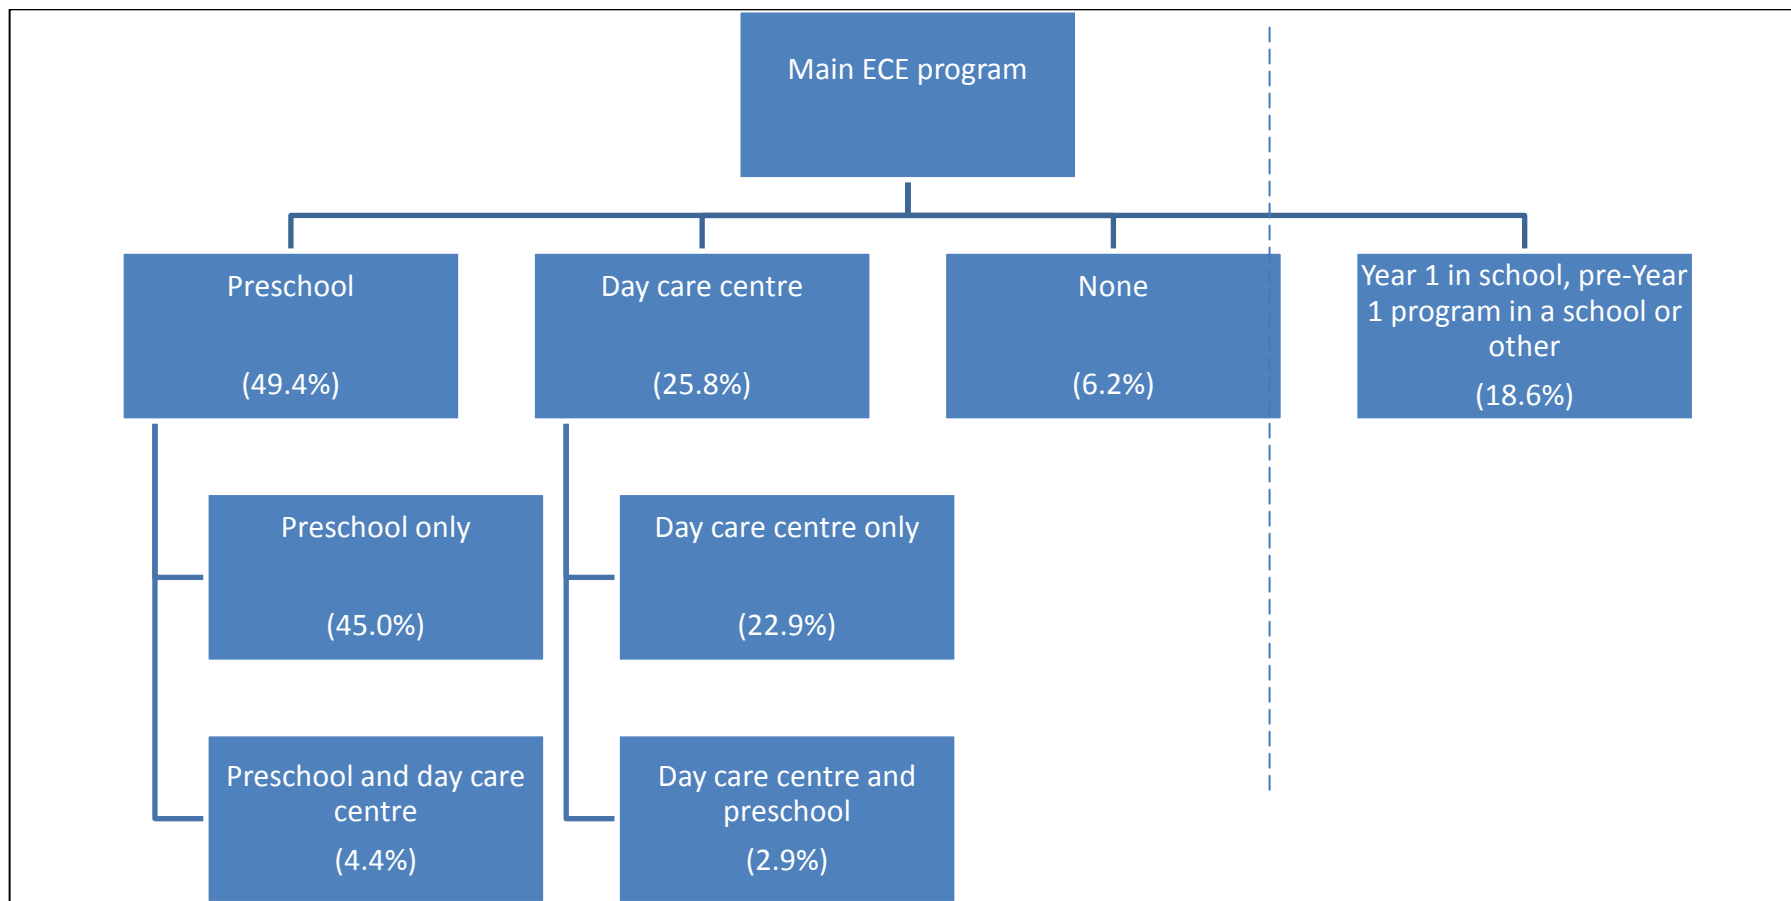 Main ECE program
Preschool
(49.4%)
Day care centre
(25.8%)
None
(6.2%)
Year 1 in school, pre-Year
1 program in a school or
other
(18.6%)
Preschool only
(45.0%)
Day care centre only
(22.9%)
Preschool and day care
centre
(4.4%)
Day care centre and
preschool
(2.9%)